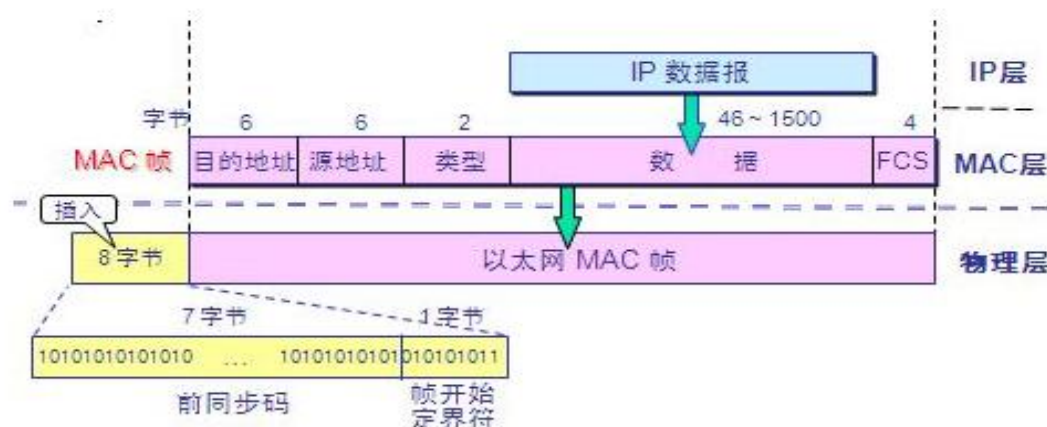 IP 数据报
IP层
字节 6 6 2 46 ~ 1500 4
MAC 帧 目的地址 源地址 类型 数 据 FCS MAC层
插入
8 字节 以太网 MAC 帧 物理层
7 字节 1 字节
10101010101010 ... 10101010101 010101011
前同步码 帧开始
定界符